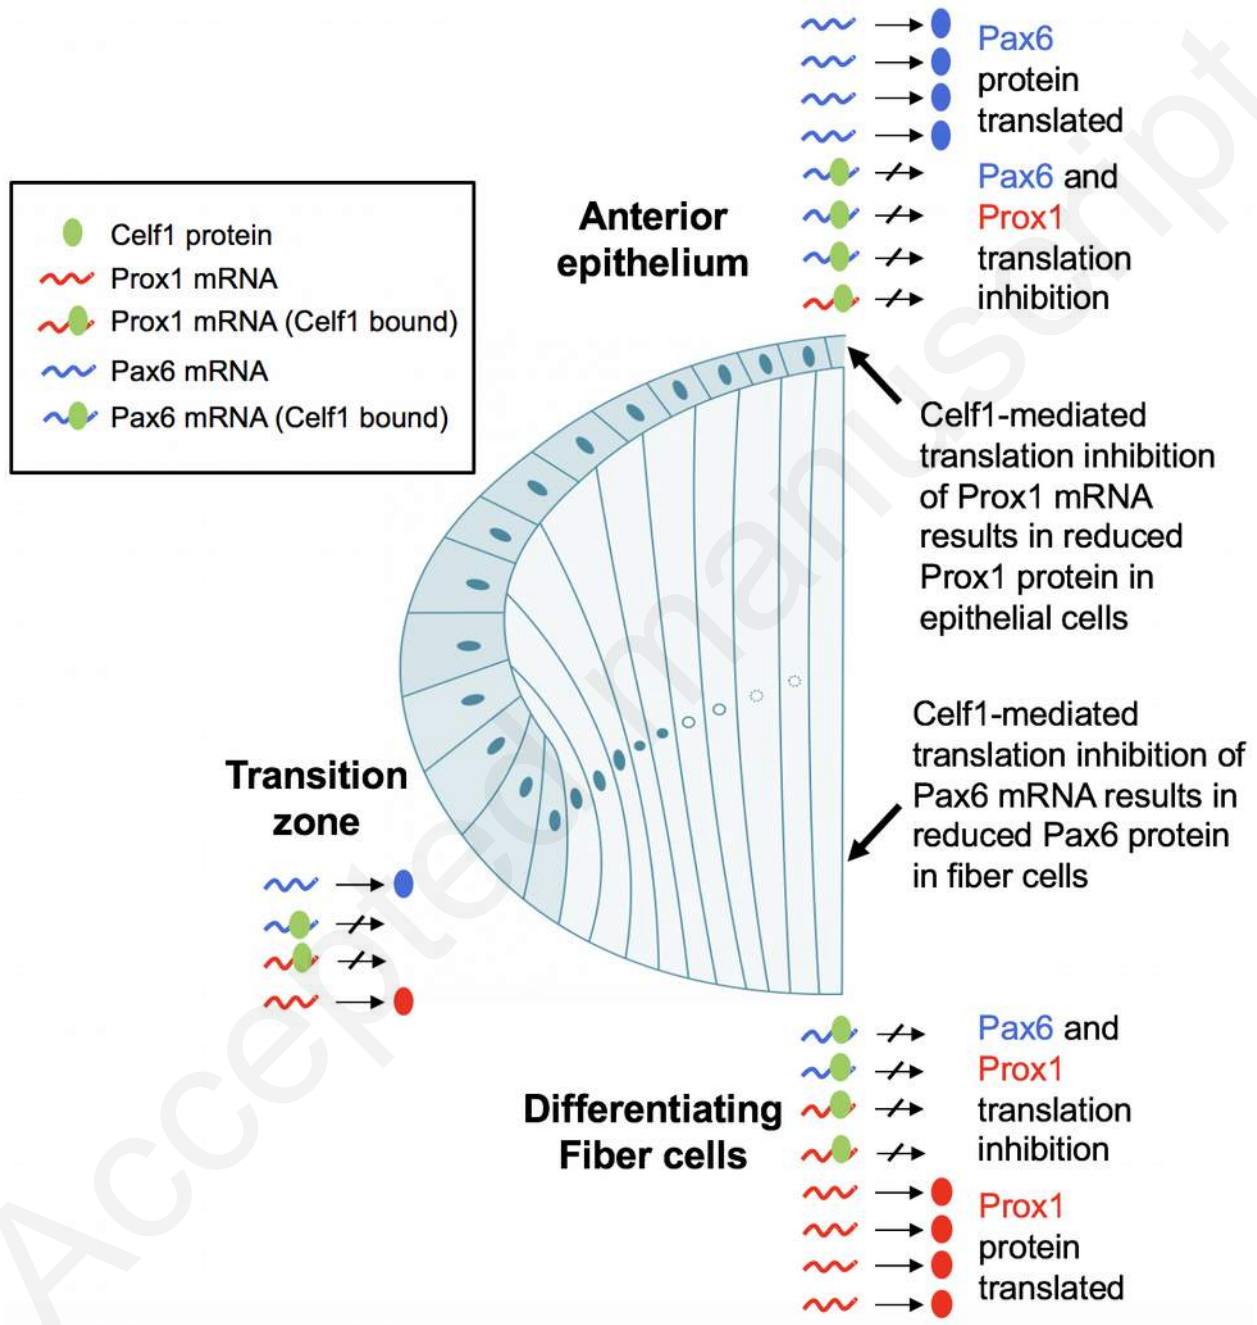 Pax6
protein
translated
Pax6 and
Prox1
translation
inhibition
Anterior
epithelium
Celf1 protein
Prox1 mRNA
Prox1 mRNA (Celf1 bound)
Pax6 mRNA
Pax6 mRNA (Celf1 bound)
Celf1-mediated
translation inhibition
of Prox1 mRNA
results in reduced
Prox1 protein in
epithelial cells
Celf1-mediated
translation inhibition of
Pax6 mRNA results in
reduced Pax6 protein
in fiber cells
Transition
zone
Differentiating
Fiber cells
Pax6 and
Prox1
translation
inhibition
Prox1
protein
translated
Accepted manuscript